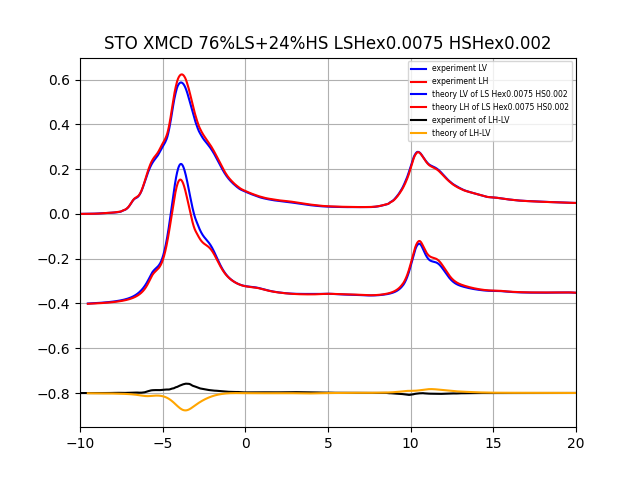 STO XMCD 76%LS+24%HS LSHex0.0075 HSHex0.002
experiment LV
experiment LH
theory LV of LS Hex0.0075 HS0.002
theory LH of LS Hex0.0075 HS0.002
experiment of LH-LV
theory of LH-LV
0.6
0.4
0.2
0.0
−0.2
−0.4
−0.6
−0.8
−10 −5 0 5 10 15 20